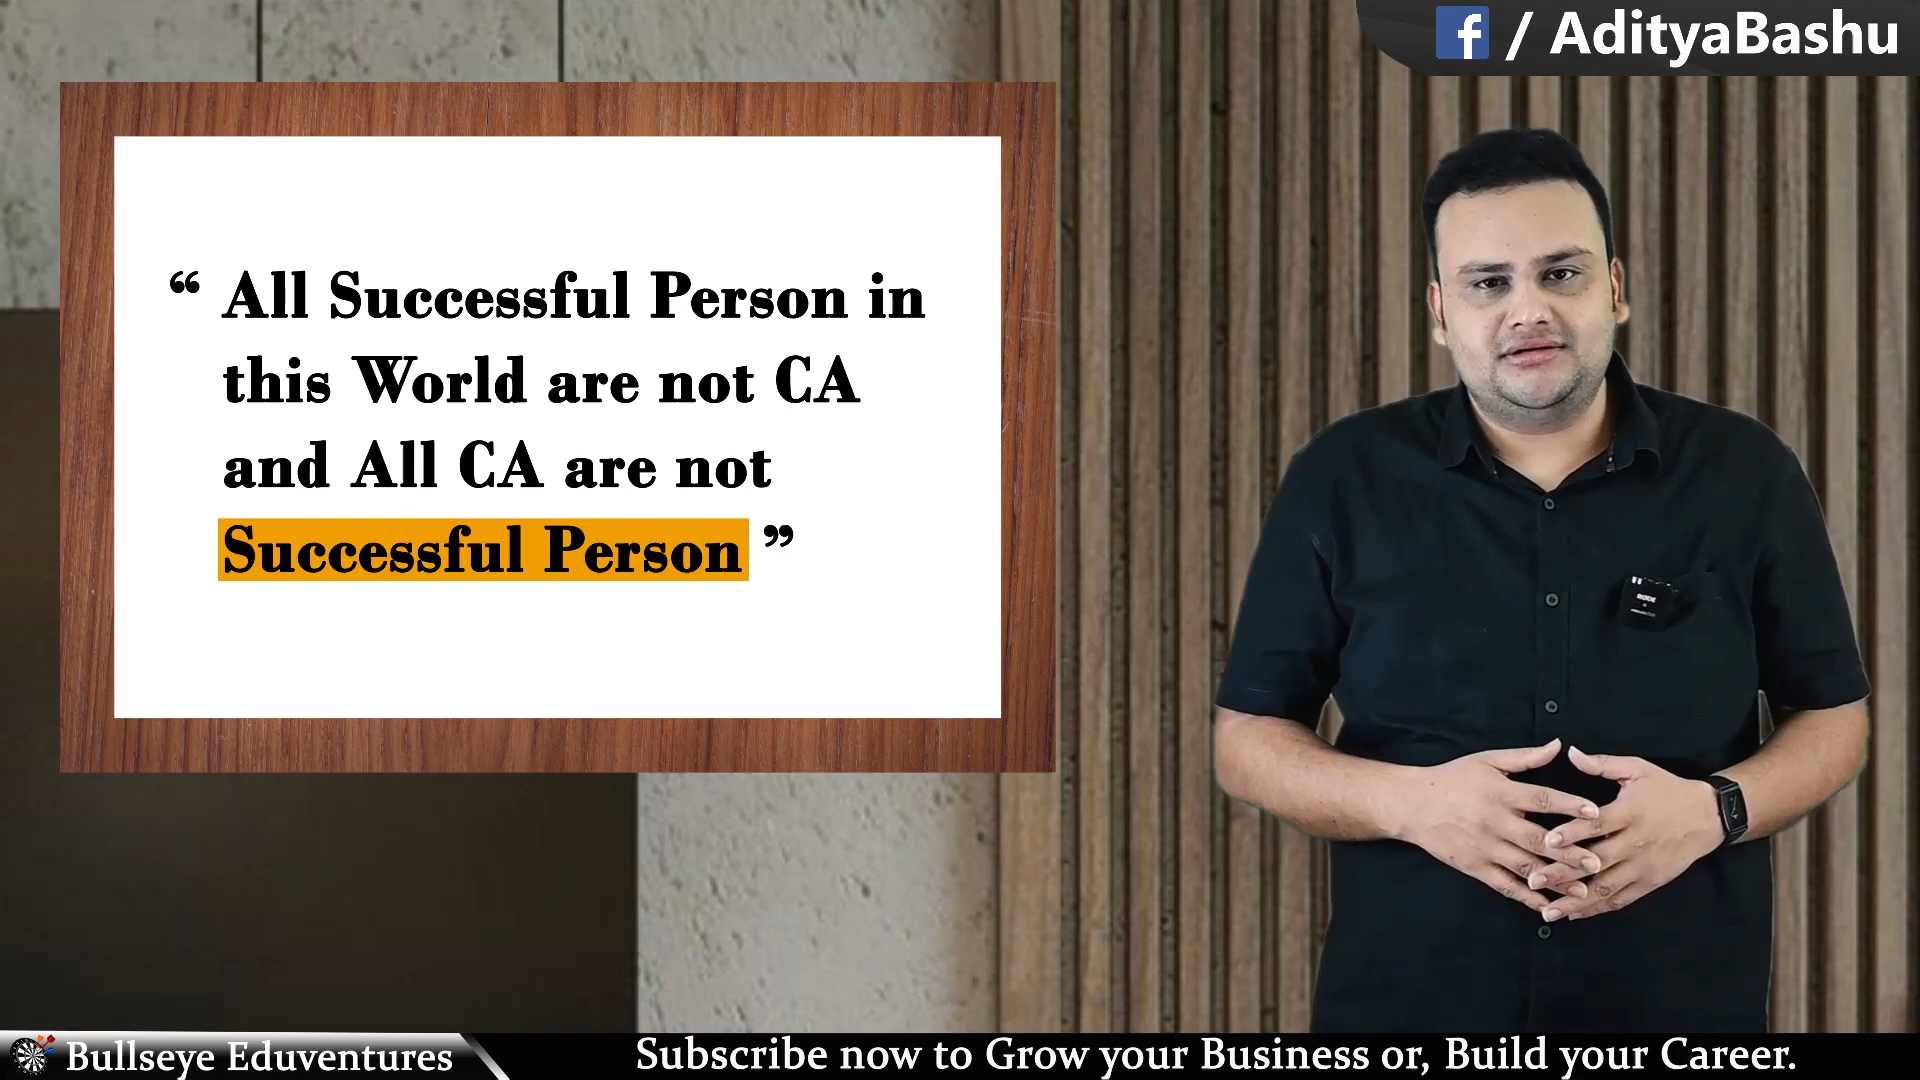 f / AdityaBashu
“ All Successful Person in
this World are not CA
and All CA are not
Successful Person ”
RODE
Bullseye Eduventures
Subscribe now to Grow your Business or, Build your Career.